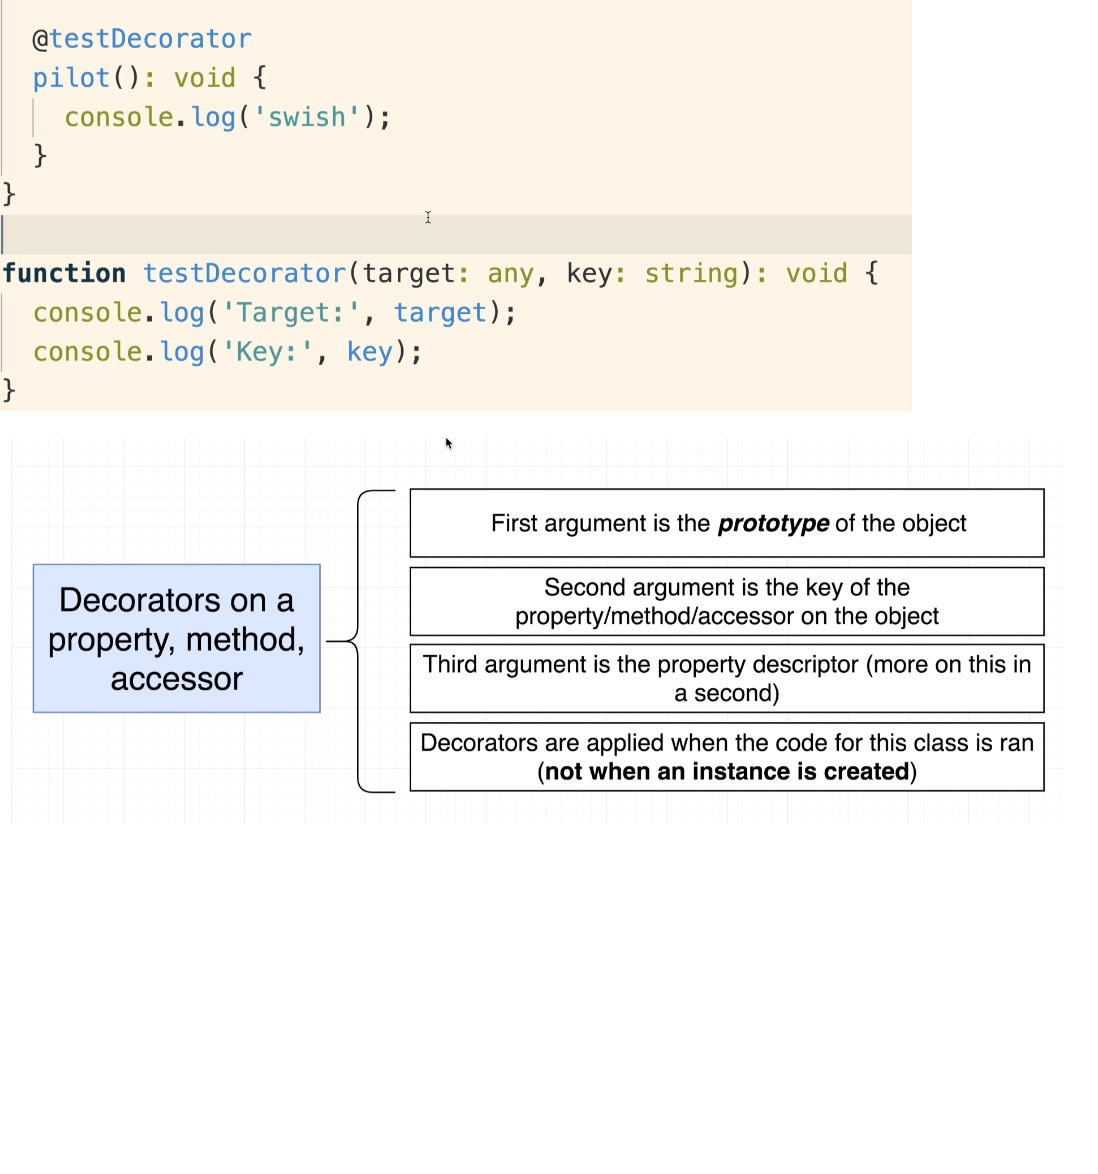 @testDecorator
pilot(): void {
console.log('swish');
}
}
function testDecorator(target: any, key: string): void {
console.log('Target:', target);
console.log('Key:', key);
}
Decorators on a
property, method,
accessor
First argument is the prototype of the object
Second argument is the key of the
property/method/accessor on the object
Third argument is the property descriptor (more on this in
a second)
Decorators are applied when the code for this class is ran
(not when an instance is created)